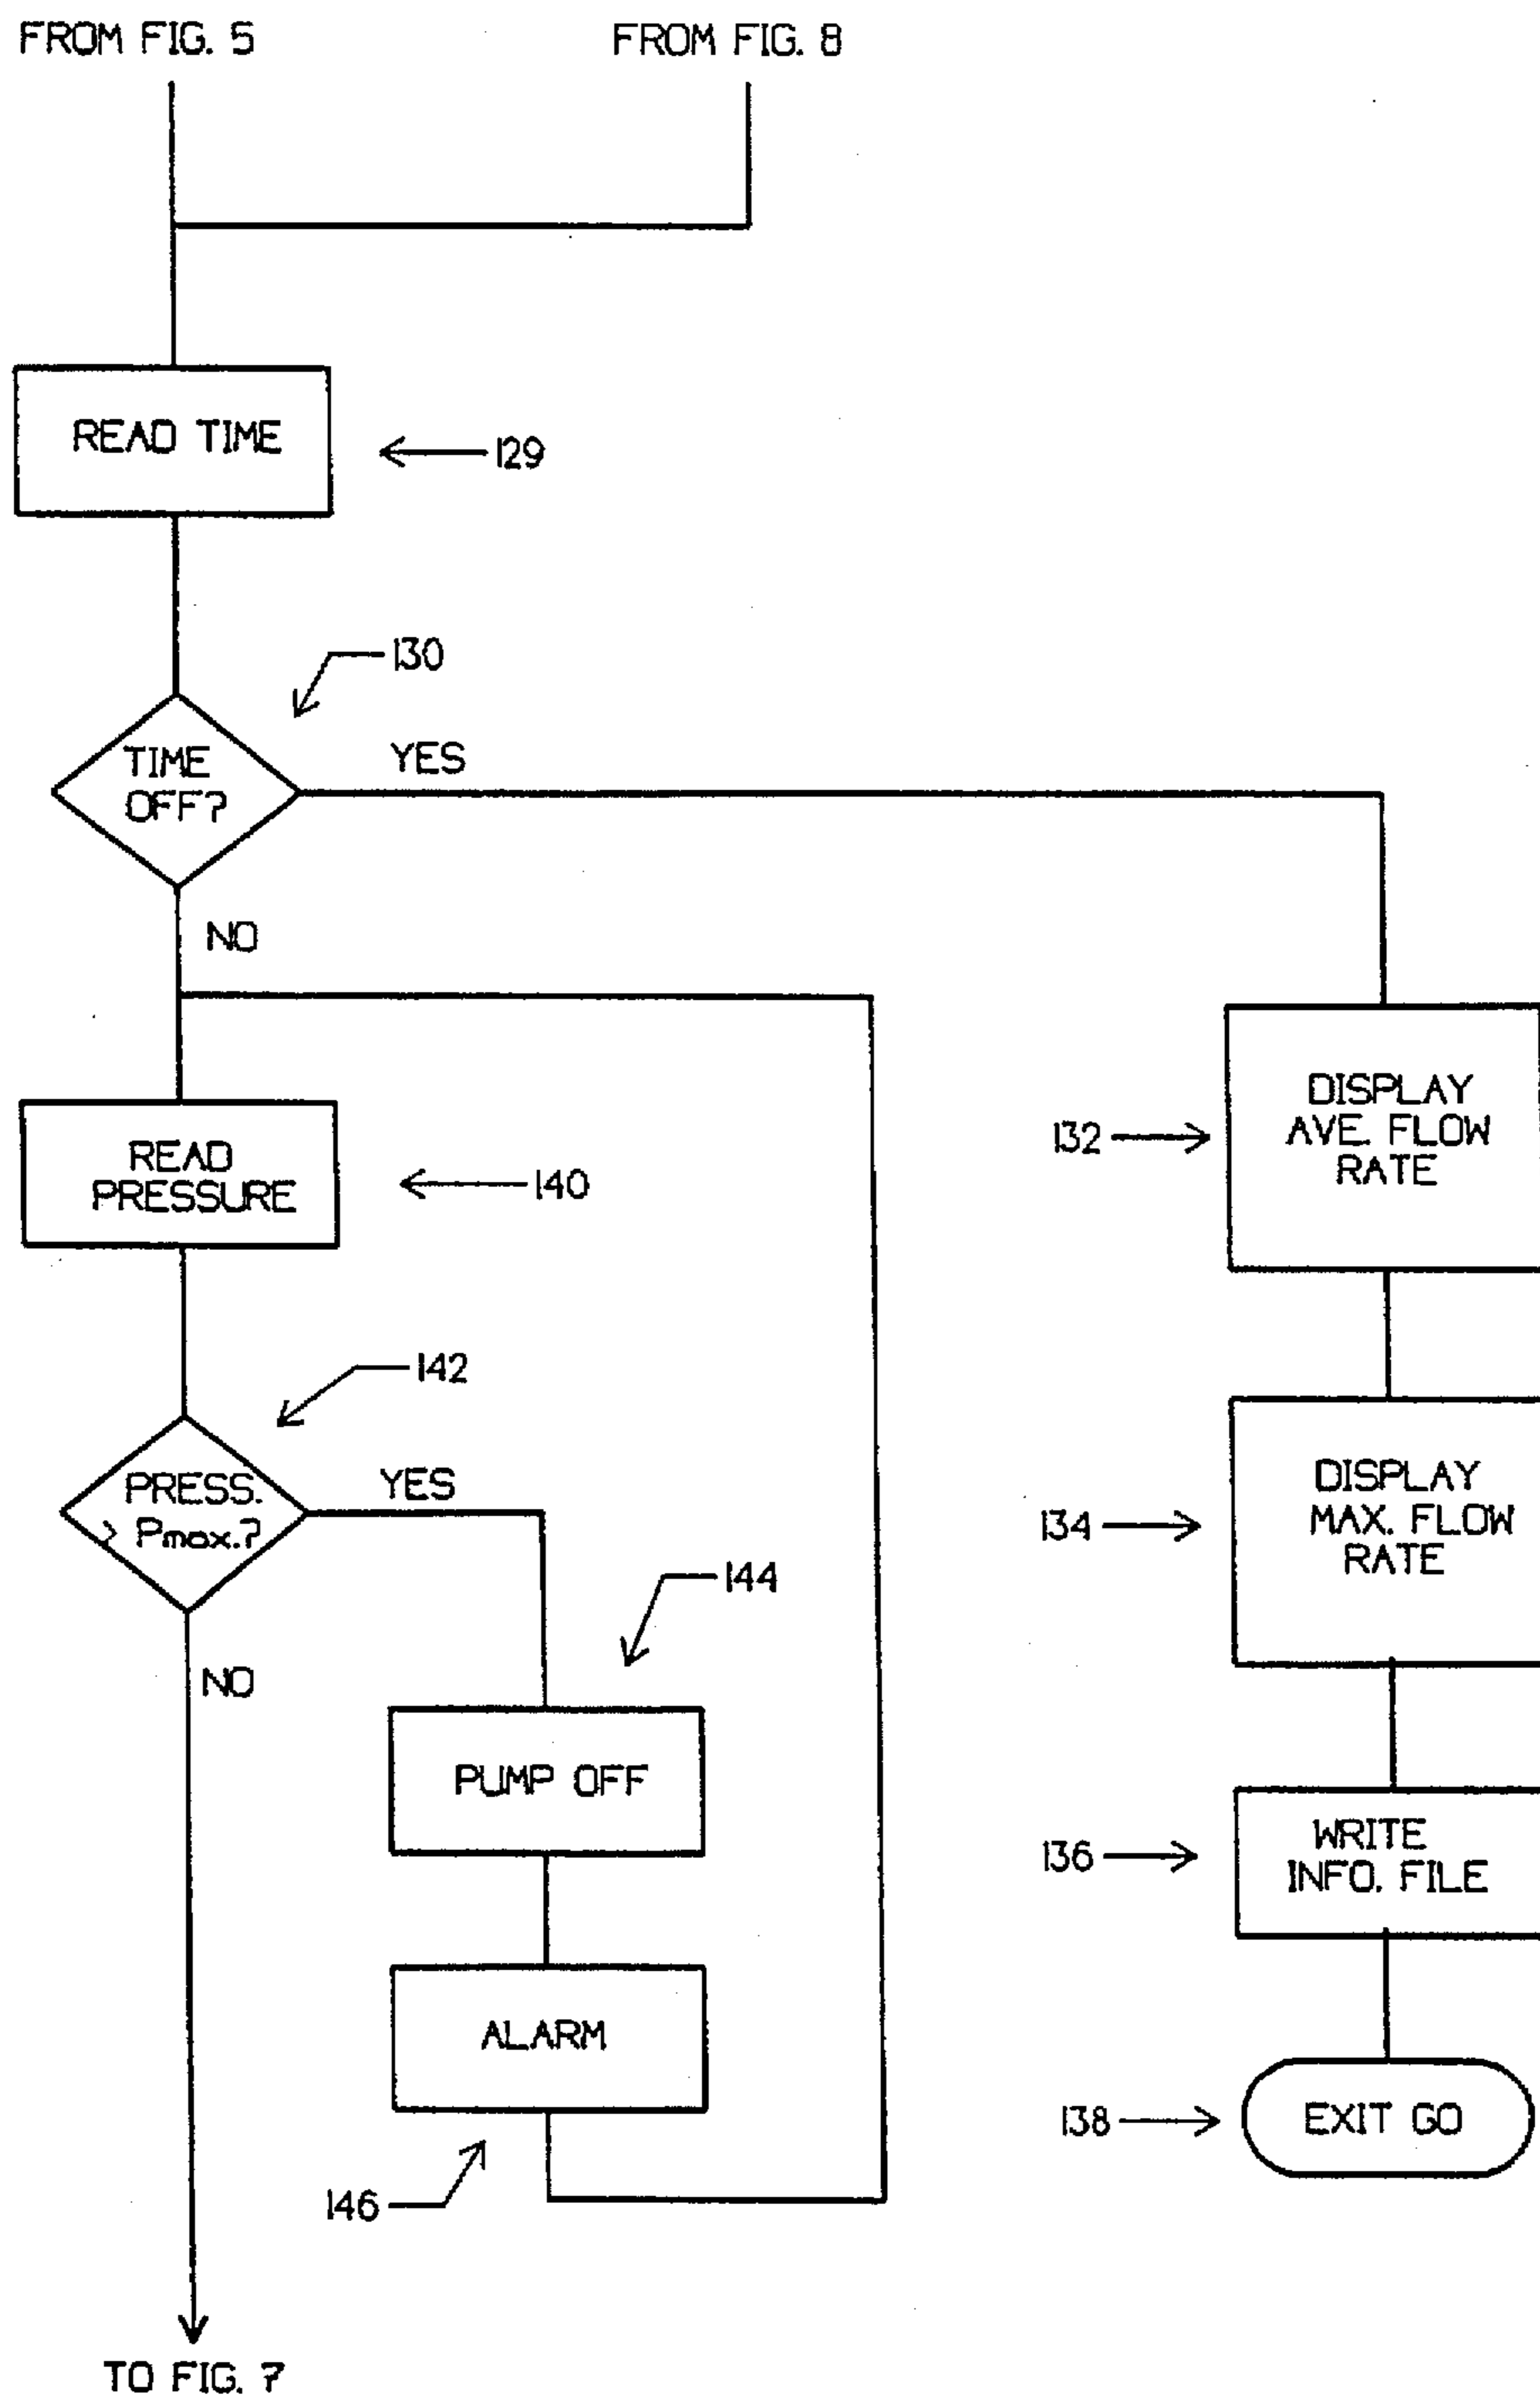 FROM FIG. 5
FROM FIG. 8
READ TIME
129
130
TIME
OFF?
YES
NO
READ
PRESSURE
140
132
DISPLAY
AVE. FLOW
RATE
142
PRESS.
> Pmax.?
YES
NO
144
PUMP OFF
ALARM
146
134
DISPLAY
MAX. FLOW
RATE
136
WRITE
INFO. FILE
138
EXIT GO
TO FIG. 7